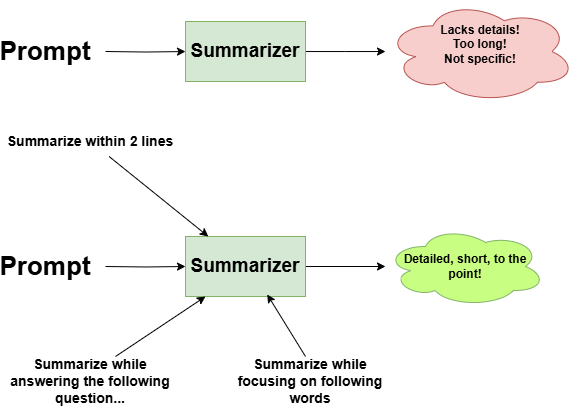 Prompt
Summarizer
Lacks details!
Too long!
Not specific!
Summarize within 2 lines
Prompt
Summarizer
Detailed, short, to the
point!
Summarize while
answering the following
question...
Summarize while
focusing on following
words